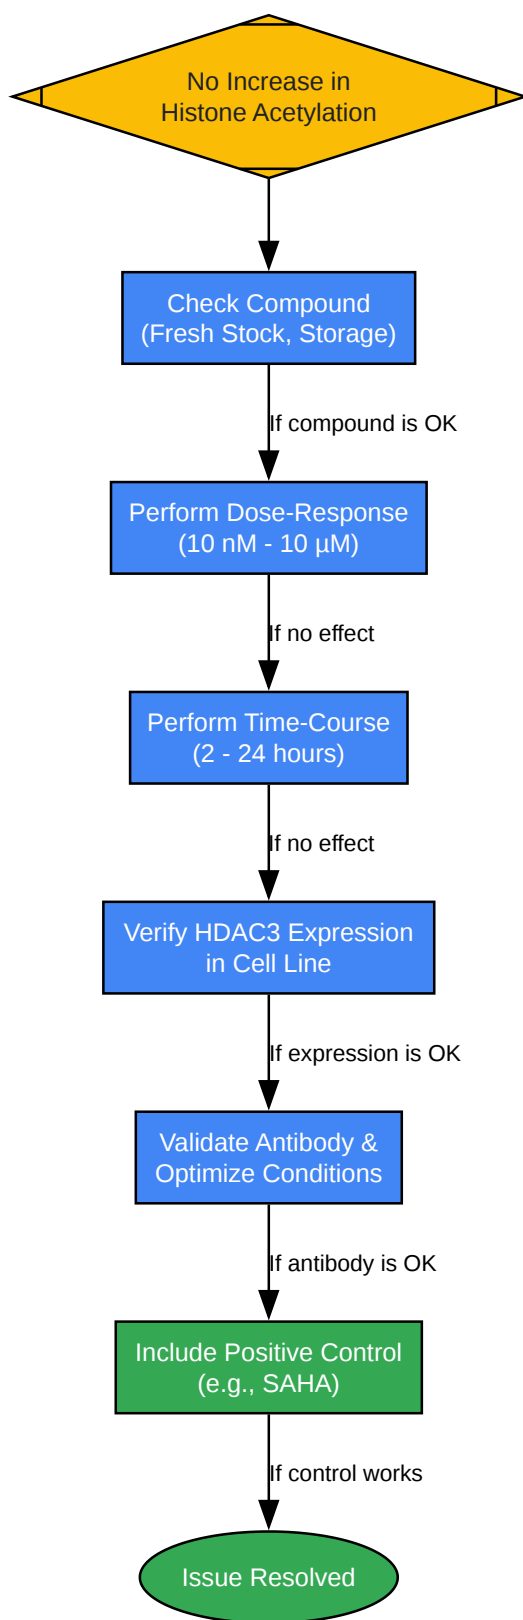 No Increase in
Histone Acetylation
Check Compound
(Fresh Stock, Storage)
If compound is OK
Perform Dose-Response
(10 nM - 10 µM)
If no effect
Perform Time-Course
(2 - 24 hours)
If no effect
Verify HDAC3 Expression
in Cell Line
If expression is OK
Validate Antibody &
Optimize Conditions
If antibody is OK
Include Positive Control
(e.g., SAHA)
If control works
Issue Resolved